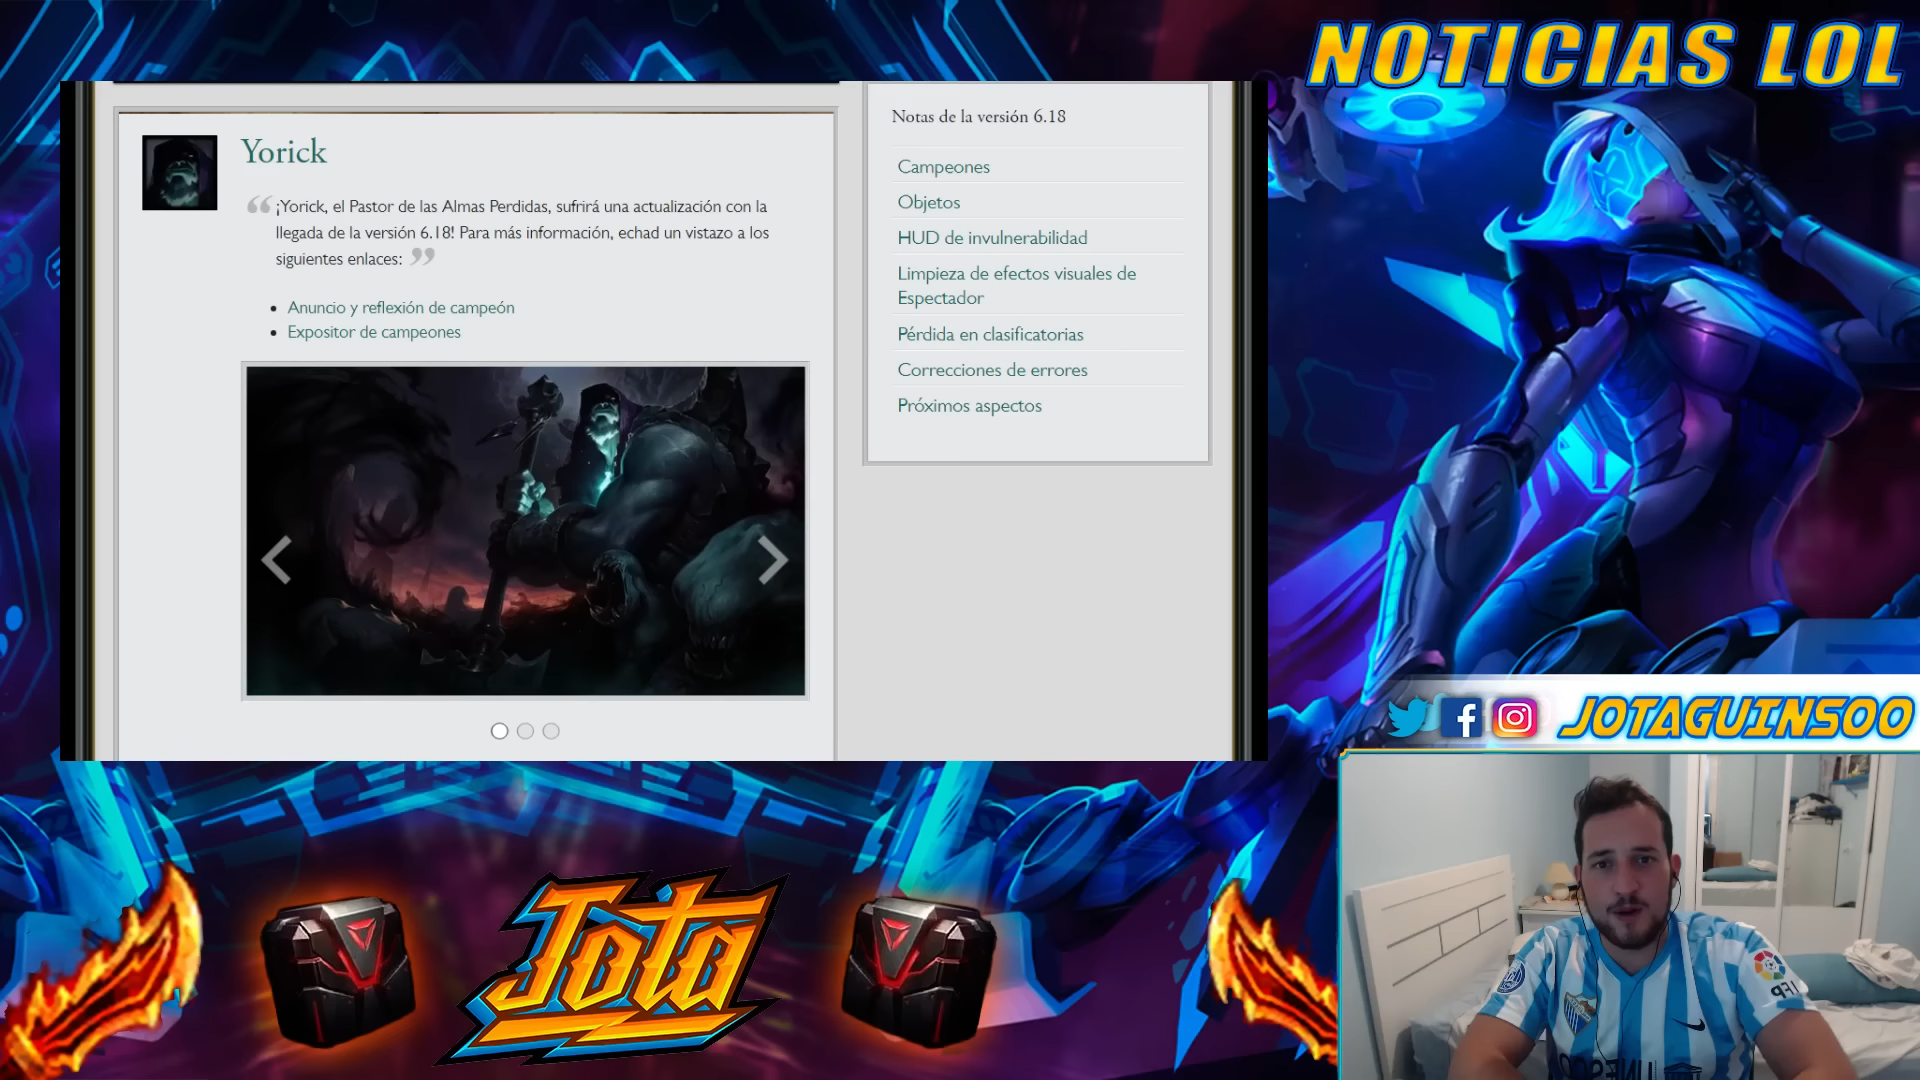 NOTICIAS LOL
Yorick
¡Yorick, el Pastor de las Almas Perdidas, sufrirá una actualización con la
llegada de la versión 6.18! Para más información, echad un vistazo a los
siguientes enlaces:
Anuncio y reflexión de campeón
Expositor de campeones
Notas de la versión 6.18
Campeones
Objetos
HUD de invulnerabilidad
Limpieza de efectos visuales de
Espectador
Pérdida en clasificatorias
Correcciones de errores
Próximos aspectos
JOTAGUINSOO
Jota
LFP